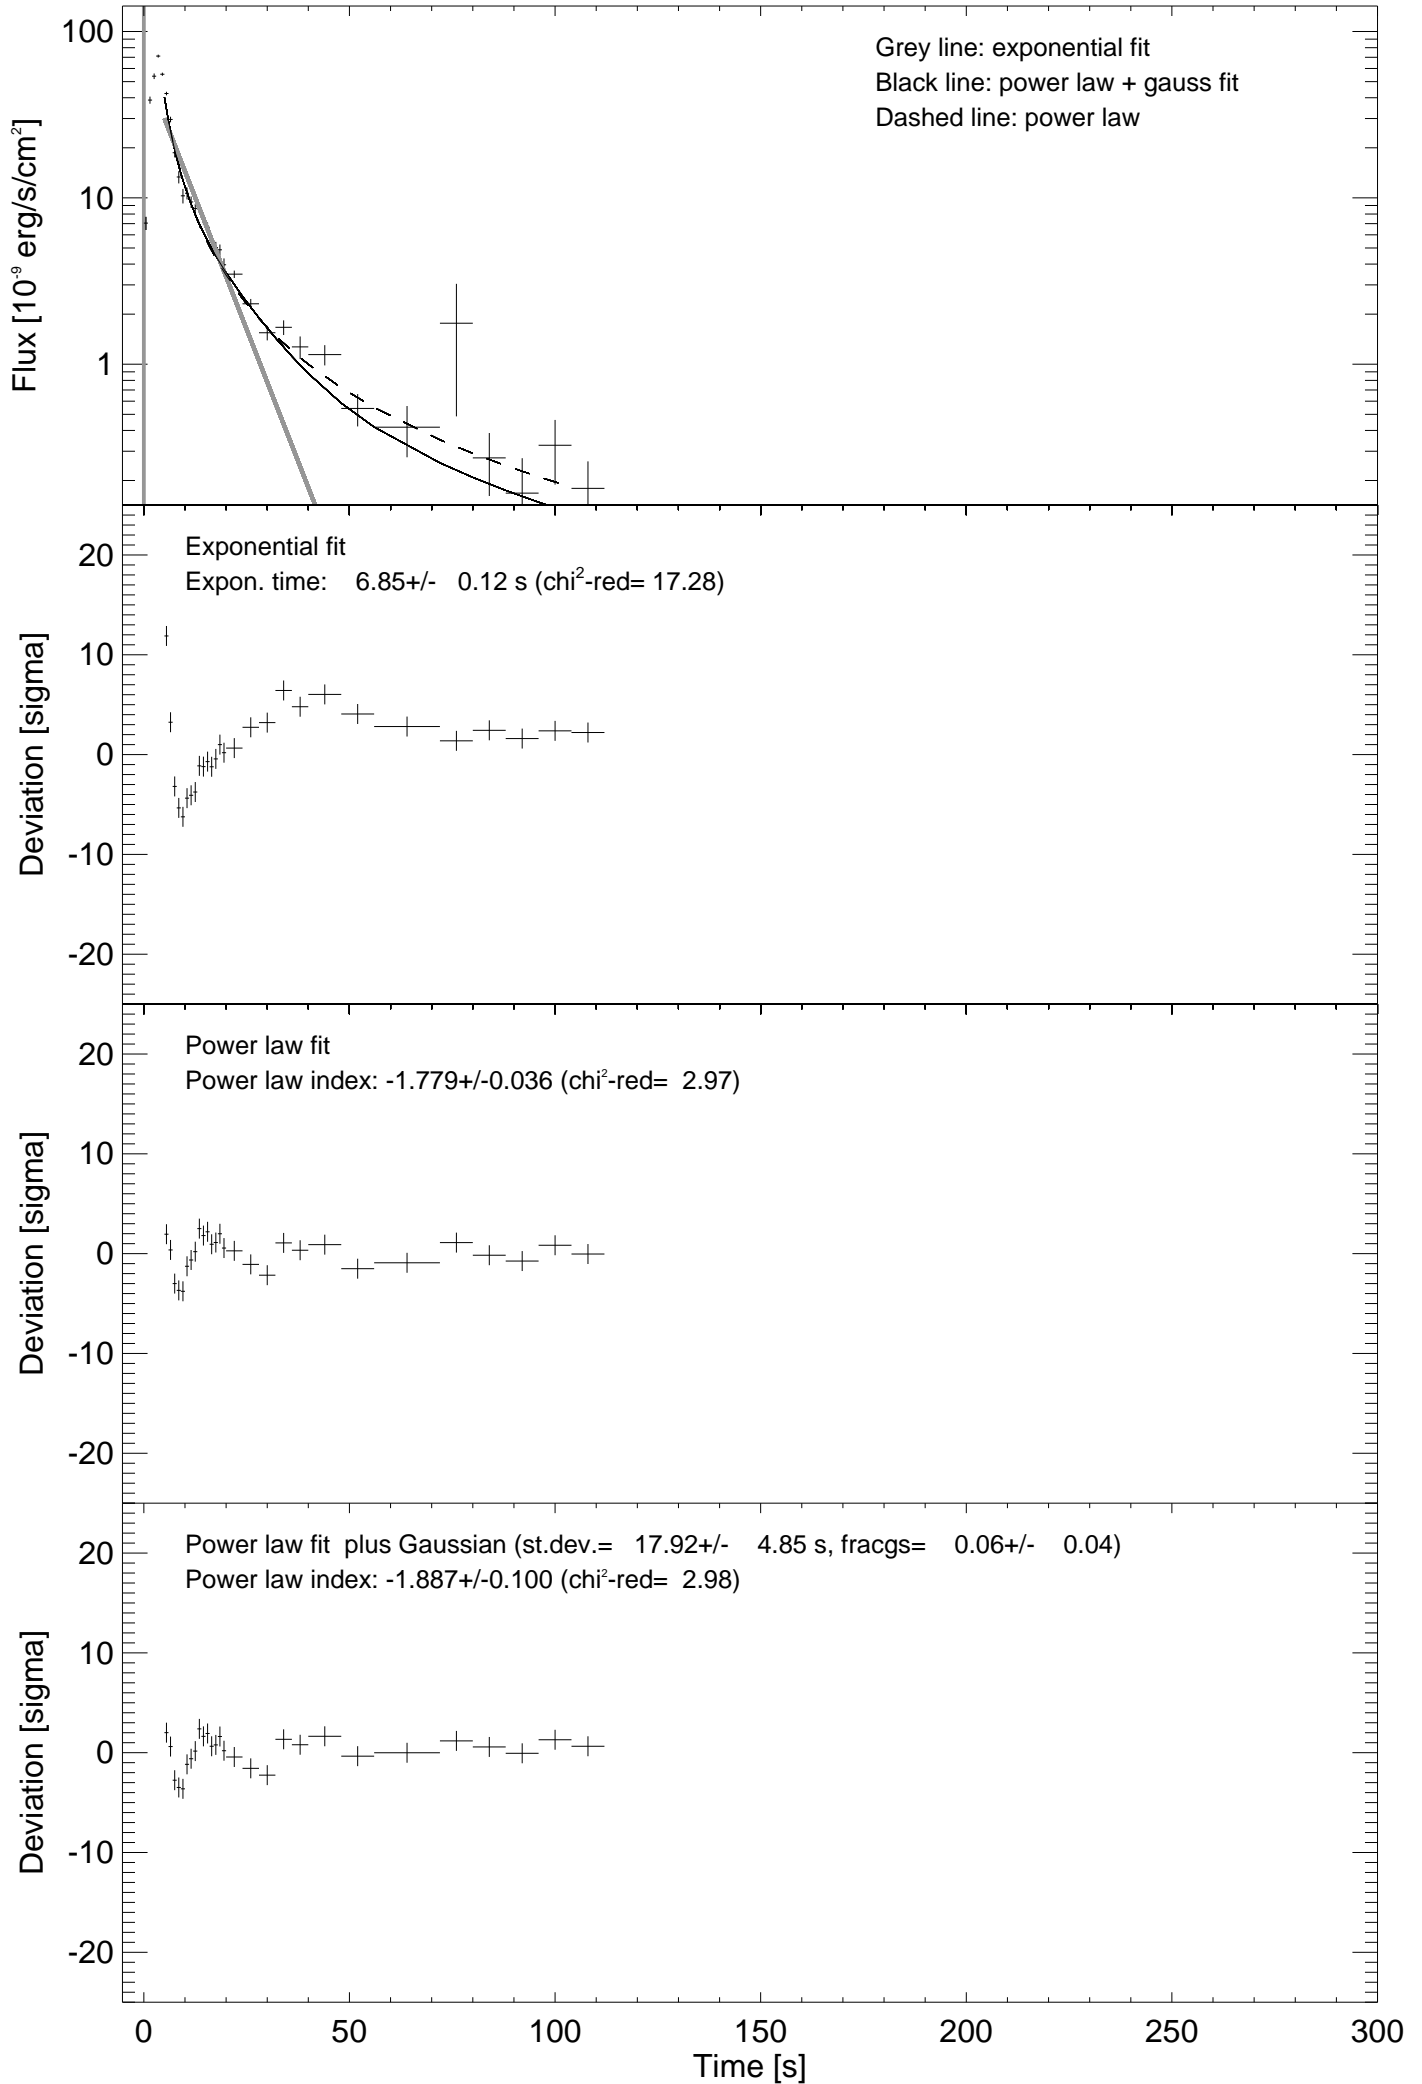 Grey line: exponential fit
Black line: power law + gauss fit
Dashed line: power law
100
10
1
Flux [10⁻⁹ erg/s/cm²]
Exponential fit
Expon. time: 6.85+/- 0.12 s (chi²-red= 17.28)
20
10
0
-10
-20
Deviation [sigma]
Power law fit
Power law index: -1.779+/-0.036 (chi²-red= 2.97)
20
10
0
-10
-20
Deviation [sigma]
Power law fit plus Gaussian (st.dev.= 17.92+/- 4.85 s, fracgs= 0.06+/- 0.04)
Power law index: -1.887+/-0.100 (chi²-red= 2.98)
20
10
0
-10
-20
Deviation [sigma]
0 50 100 150 200 250 300
Time [s]